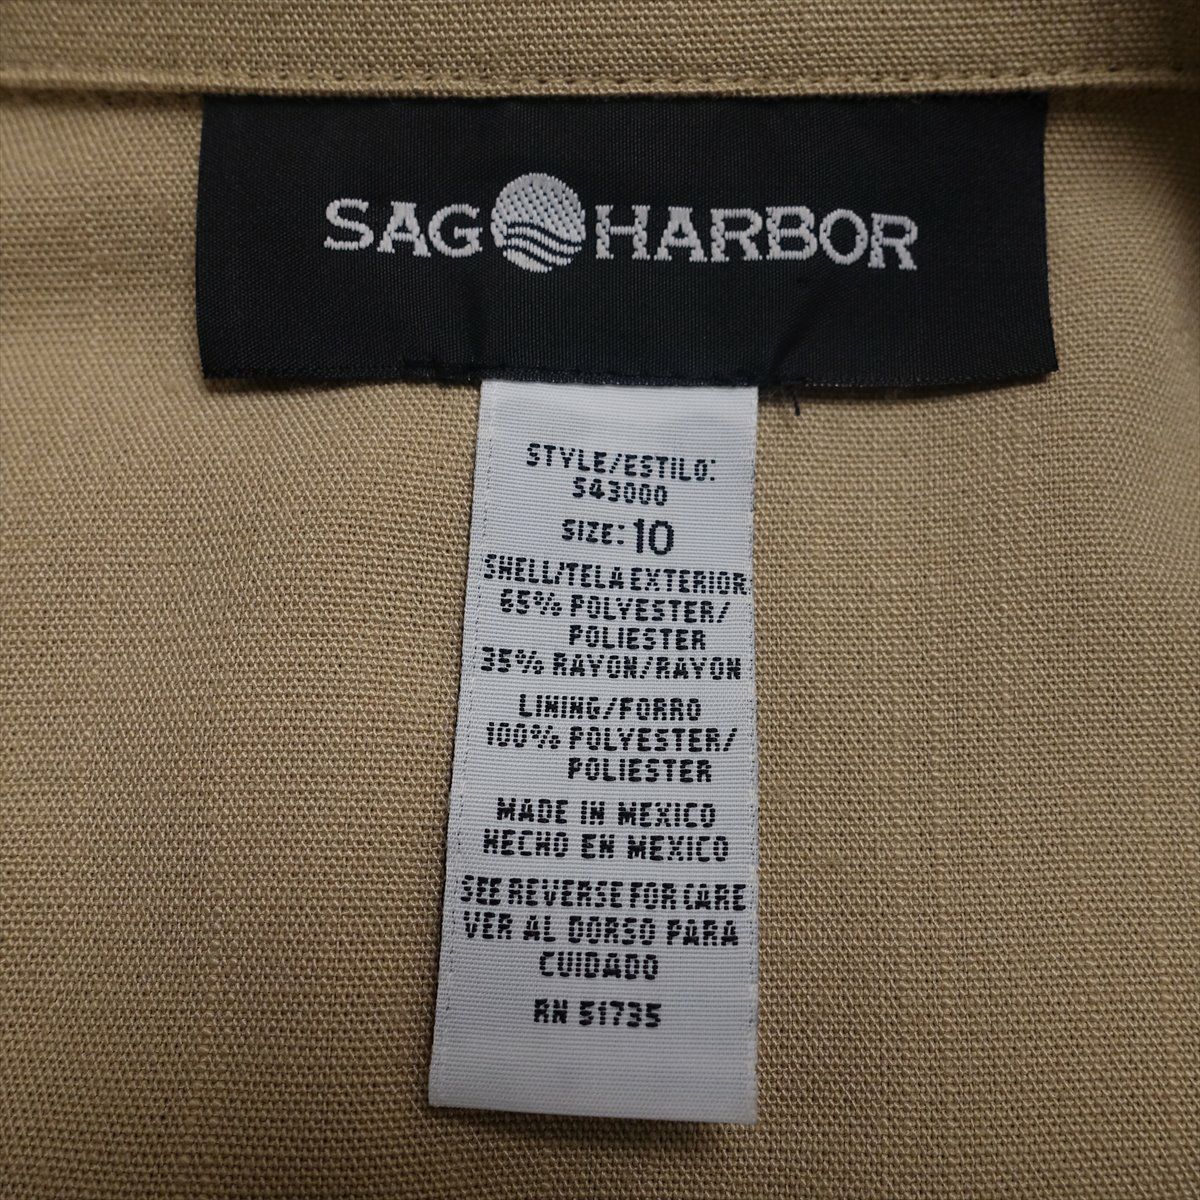 SAG HARBOR
STYLE/ESTILO:
S43000
SIZE: 10
SHELL/TELA EXTERIOR
65% POLYESTER/
POLIESTER
35% RAYON/RAYON
LINING/FORRO
100% POLYESTER/
POLIESTER
MADE IN MEXICO
HECHO EN MEXICO
SEE REVERSE FOR CARE
VER AL DORSO PARA
CUIDADO
RN 51735